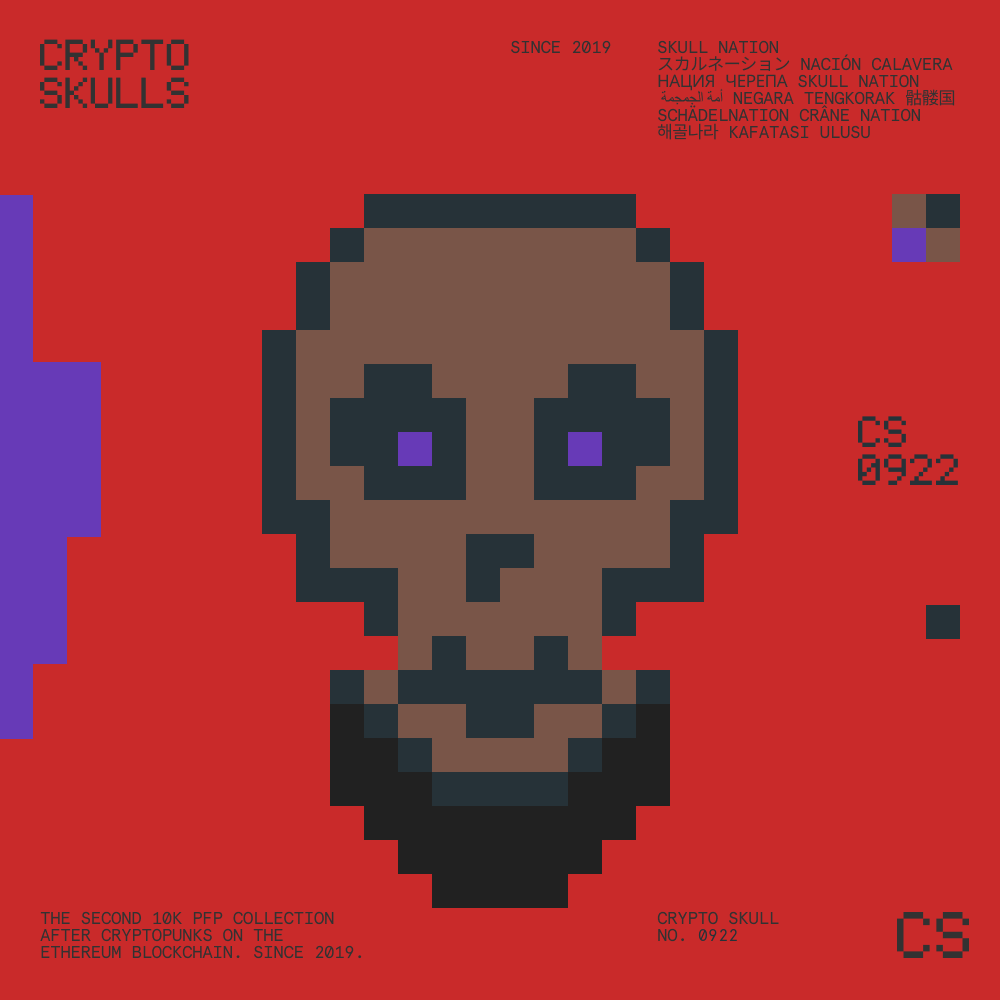 CRYPTO
SKULLS
SINCE 2019
SKULL NATION
スカルネーション NACIÓN CALAVERA
НАЦИЯ ЧЕРЕПА SKULL NATION
أمة الجمجمة NEGARA TENGKORAK 骷髅国
SCHÄDELNATION CRÂNE NATION
해골나라 KAFATASI ULUSU
CS
0922
THE SECOND 10K PFP COLLECTION
AFTER CRYPTOPUNKS ON THE
ETHEREUM BLOCKCHAIN. SINCE 2019.
CRYPTO SKULL
NO. 0922
CS